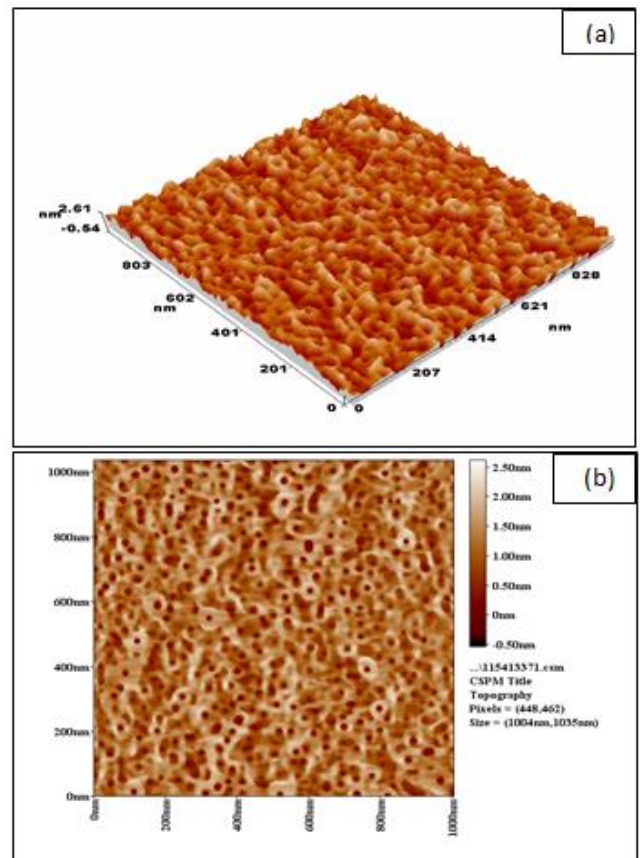 (a)
2.61
nm
-0.54
803
602
nm
401
201
0
0
207
414
nm
621
828
(b)
1000nm
800nm
600nm
400nm
200nm
0nm
0nm
200nm
400nm
600nm
800nm
1000nm
2.50nm
2.00nm
1.50nm
1.00nm
0.50nm
0nm
-0.50nm
...\115413371.csm
CSPM Title
Topography
Pixels = (448,462)
Size = (1004nm,1035nm)